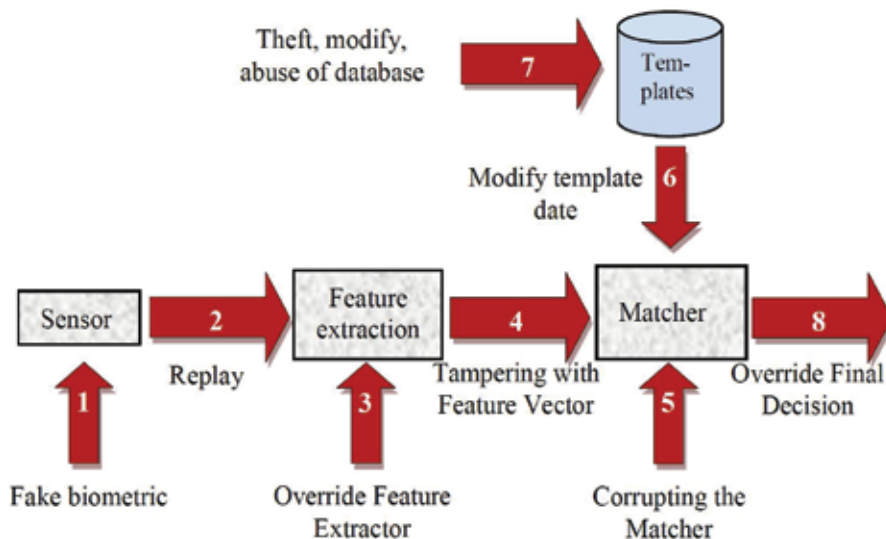 Theft, modify,
abuse of database
7
Tem-
plates
Modify template
date
6
Sensor
2
Replay
Feature
extraction
4
Tampering with
Feature Vector
Matcher
8
Override Final
Decision
1
Fake biometric
3
Override Feature
Extractor
5
Corrupting the
Matcher